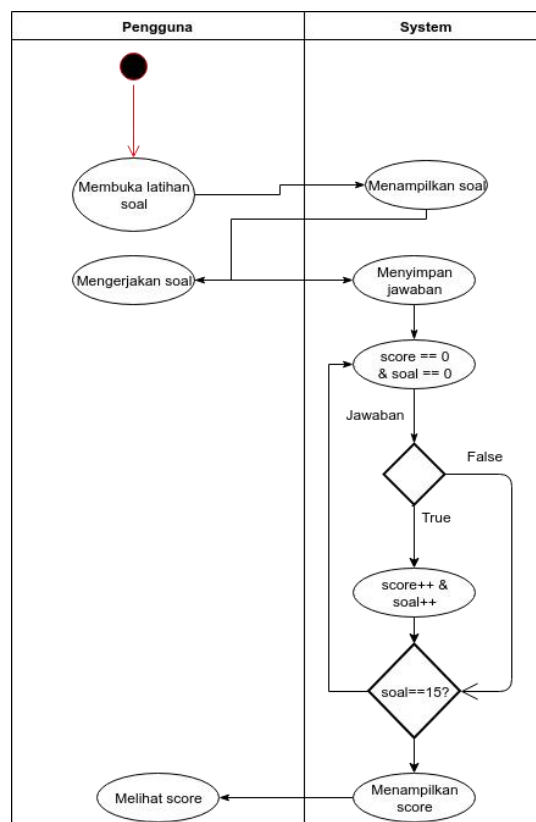 Pengguna
System
Membuka latihan
soal
Menampilkan soal
Mengerjakan soal
Menyimpan
jawaban
score == 0
& soal == 0
Jawaban
False
True
score++ &
soal++
soal==15?
Menampilkan
score
Melihat score